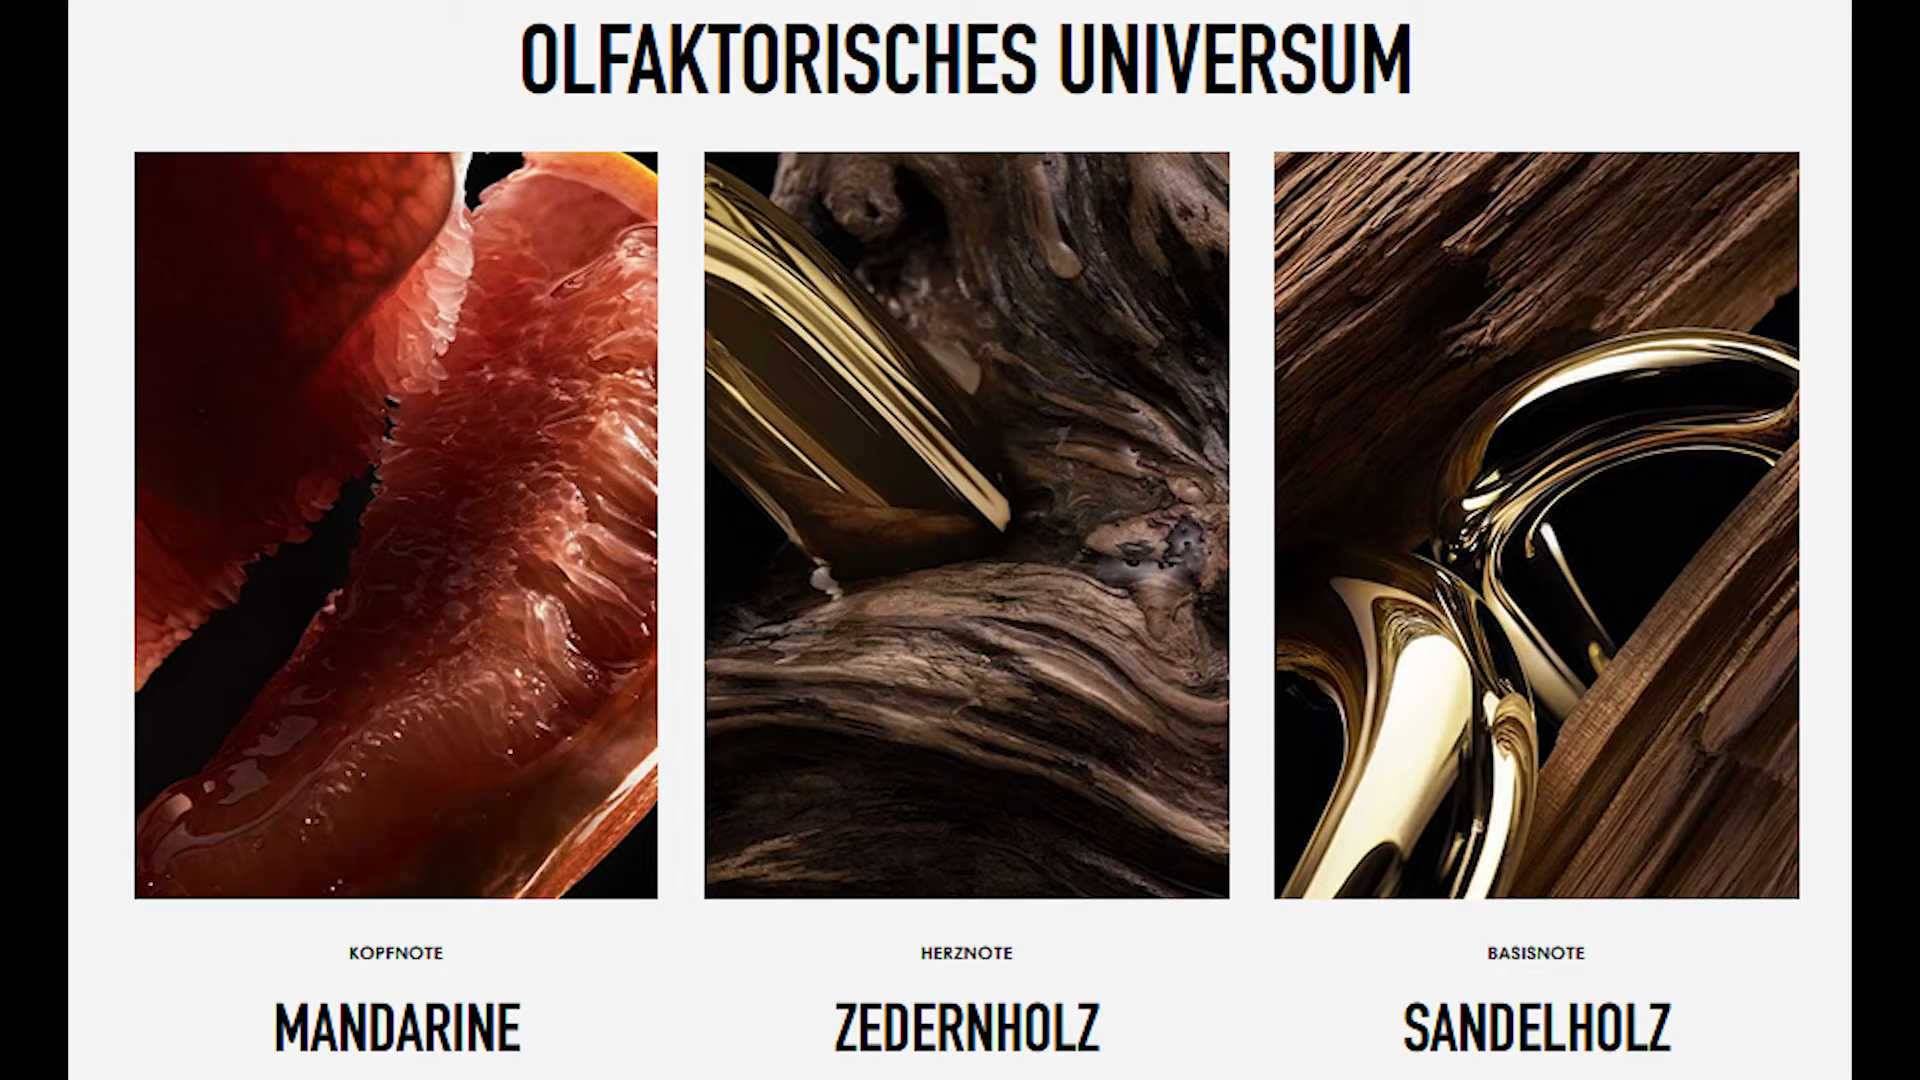 OLFAKTORISCHES UNIVERSUM
KOPFNOTE
MANDARINE
HERZNOTE
ZEDERNHOLZ
BASISNOTE
SANDELHOLZ